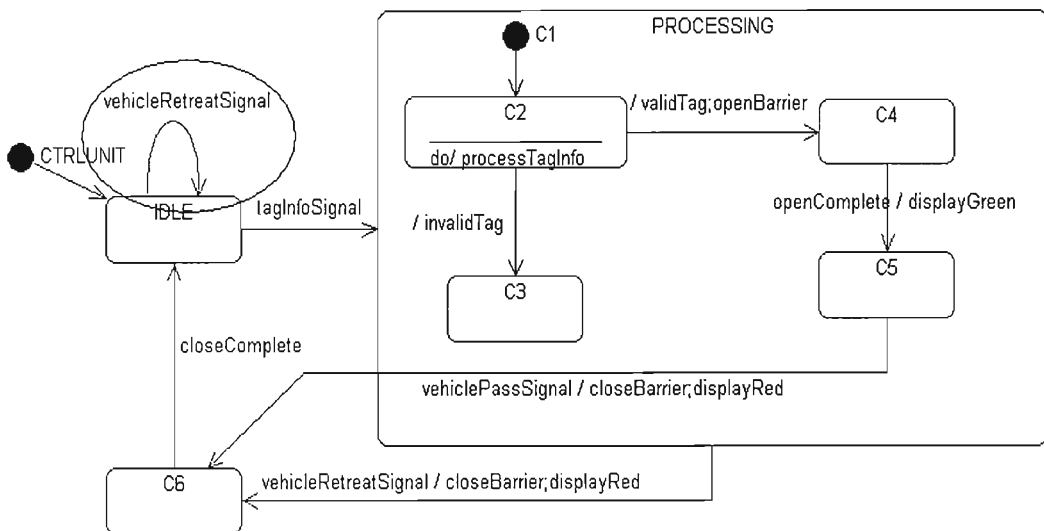 PROCESSING
C1
vehicleRetreatSignal
/ validTag;openBarrier
C2
C4
do/ processTagInfo
CTRLUNIT
IDLE
tagInfoSignal
openComplete / displayGreen
/ invalidTag
C5
C3
closeComplete
vehiclePassSignal / closeBarrier;displayRed
C6
vehicleRetreatSignal / closeBarrier;displayRed